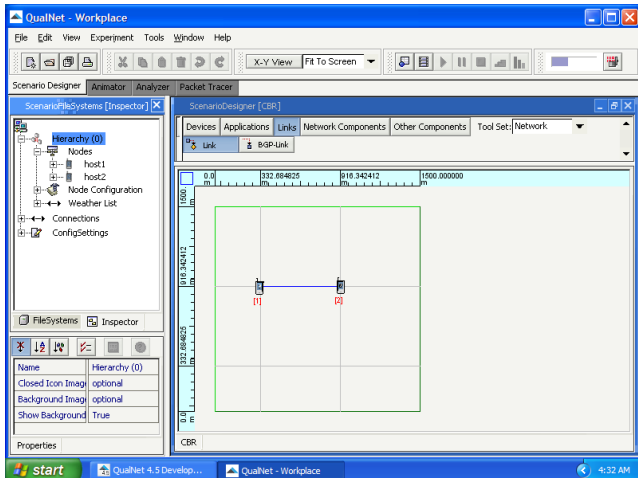 QualNet - Workplace
File Edit View Experiment Tools Window Help
X-Y View Fit To Screen
Scenario Designer Animator Analyzer Packet Tracer
ScenarioFileSystems [Inspector]
ScenarioDesigner [CBR]
Devices Applications Links Network Components Other Components Tool Set: Network
Link BGP-Link
Hierarchy (0)
Nodes
host1
host2
Node Configuration
Weather List
Connections
ConfigSettings
0.0 332.684825 916.342412 1500.000000
m m m m
1500.
m
916.342412
m
332.684825
m
0.0
m
[1] [2]
FileSystems Inspector
Name Hierarchy (0)
Closed Icon Imag optional
Background Imag optional
Show Background True
Properties
CBR
start QualNet 4.5 Develop... QualNet - Workplace 4:32 AM